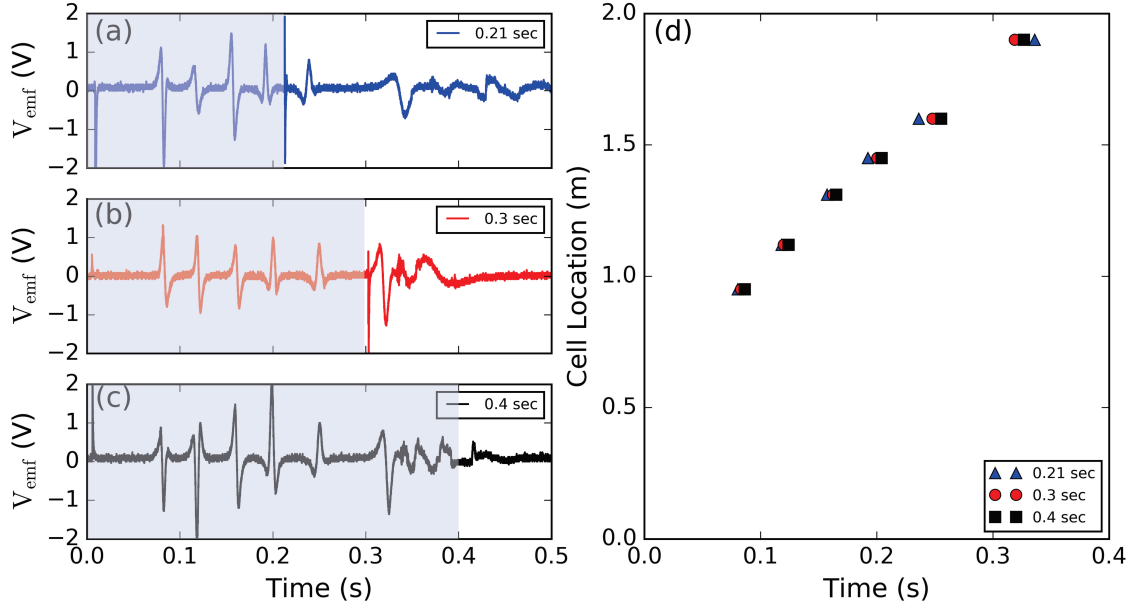 (a)
0.21 sec
V_emf (V)
2
1
0
−1
−2
(b)
0.3 sec
V_emf (V)
2
1
0
−1
−2
(c)
0.4 sec
V_emf (V)
2
1
0
−1
−2
0.0 0.1 0.2 0.3 0.4 0.5
Time (s)
(d)
Cell Location (m)
2.0
1.5
1.0
0.5
0.0
0.21 sec
0.3 sec
0.4 sec
0.0 0.1 0.2 0.3 0.4
Time (s)